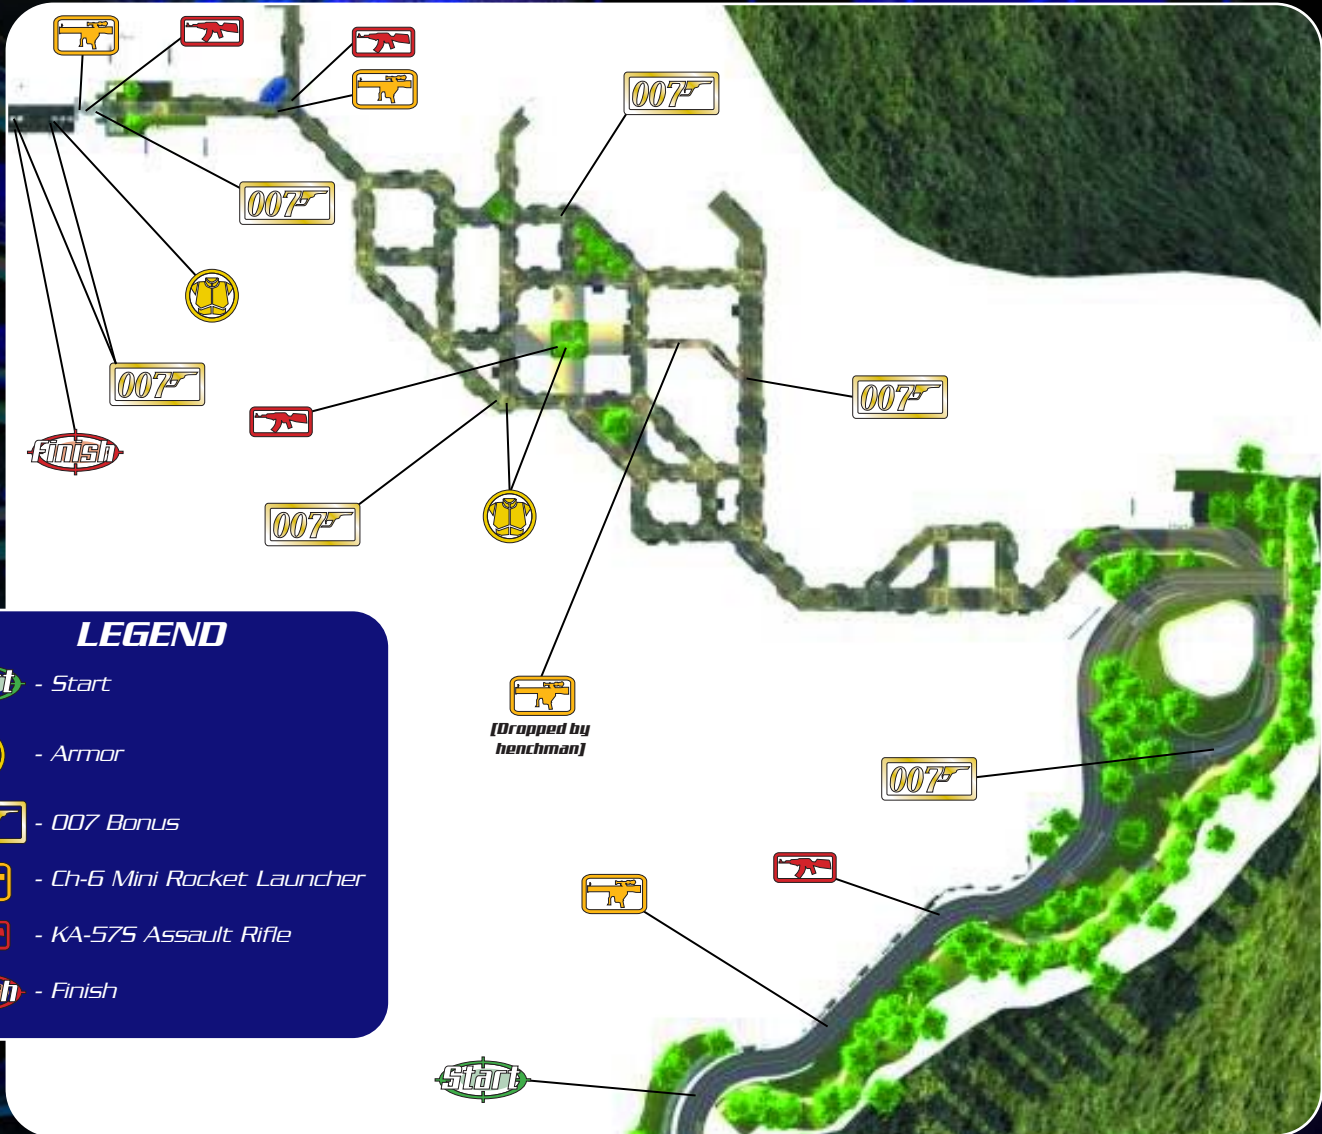 007
007
007
007
Finish
007
[Dropped by
henchman]
007
Start
LEGEND
t - Start
- Armor
- 007 Bonus
- Ch-6 Mini Rocket Launcher
- KA-57S Assault Rifle
h - Finish